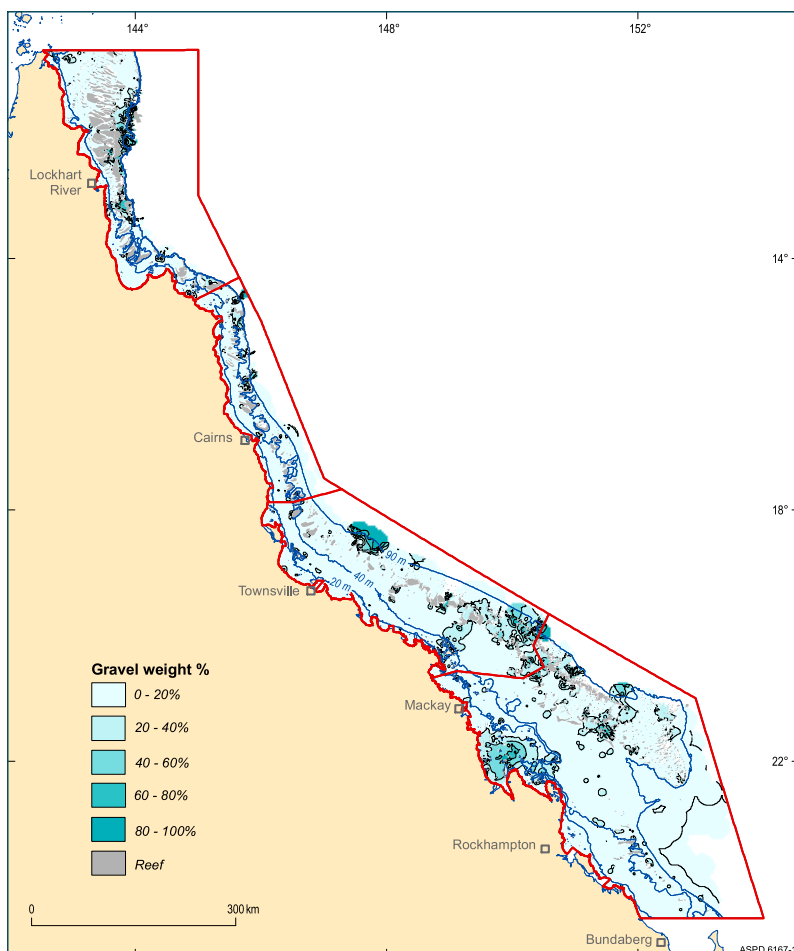 144°
148°
152°
Lockhart
River
14°
Cairns
18°
90 m
40 m
20 m
Townsville
Gravel weight %
0 - 20%
20 - 40%
Mackay
40 - 60%
22°
60 - 80%
80 - 100%
Rockhampton
Reef
0
300 km
Bundaberg